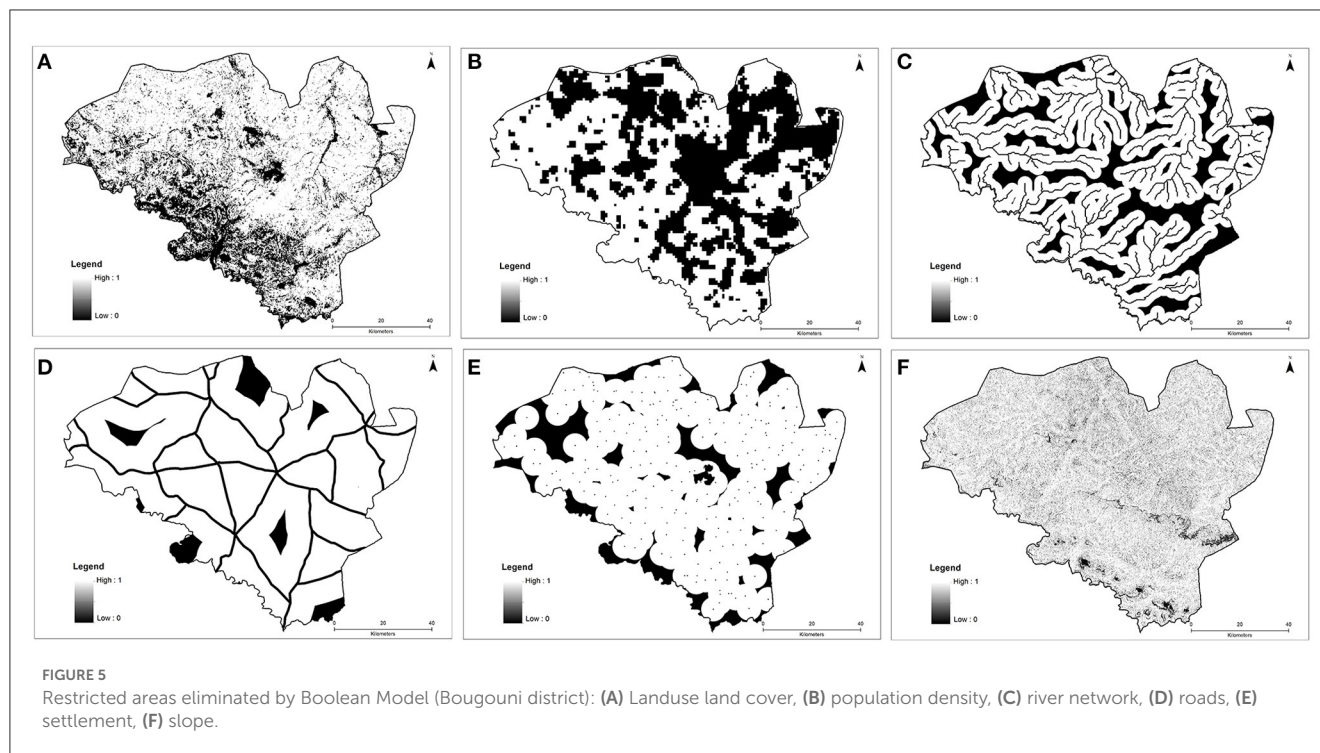 A
N
Legend
High : 1
Low : 0
0 20 40
Kilometers
B
N
Legend
High : 1
Low : 0
0 20 40
Kilometers
C
N
Legend
High : 1
Low : 0
0 20 40
Kilometers
D
N
Legend
High : 1
Low : 0
0 20 40
Kilometers
E
N
Legend
High : 1
Low : 0
0 20 40
Kilometers
F
N
Legend
High : 1
Low : 0
0 20 40
Kilometers
FIGURE 5
Restricted areas eliminated by Boolean Model (Bougouni district): (A) Landuse land cover, (B) population density, (C) river network, (D) roads, (E)
settlement, (F) slope.